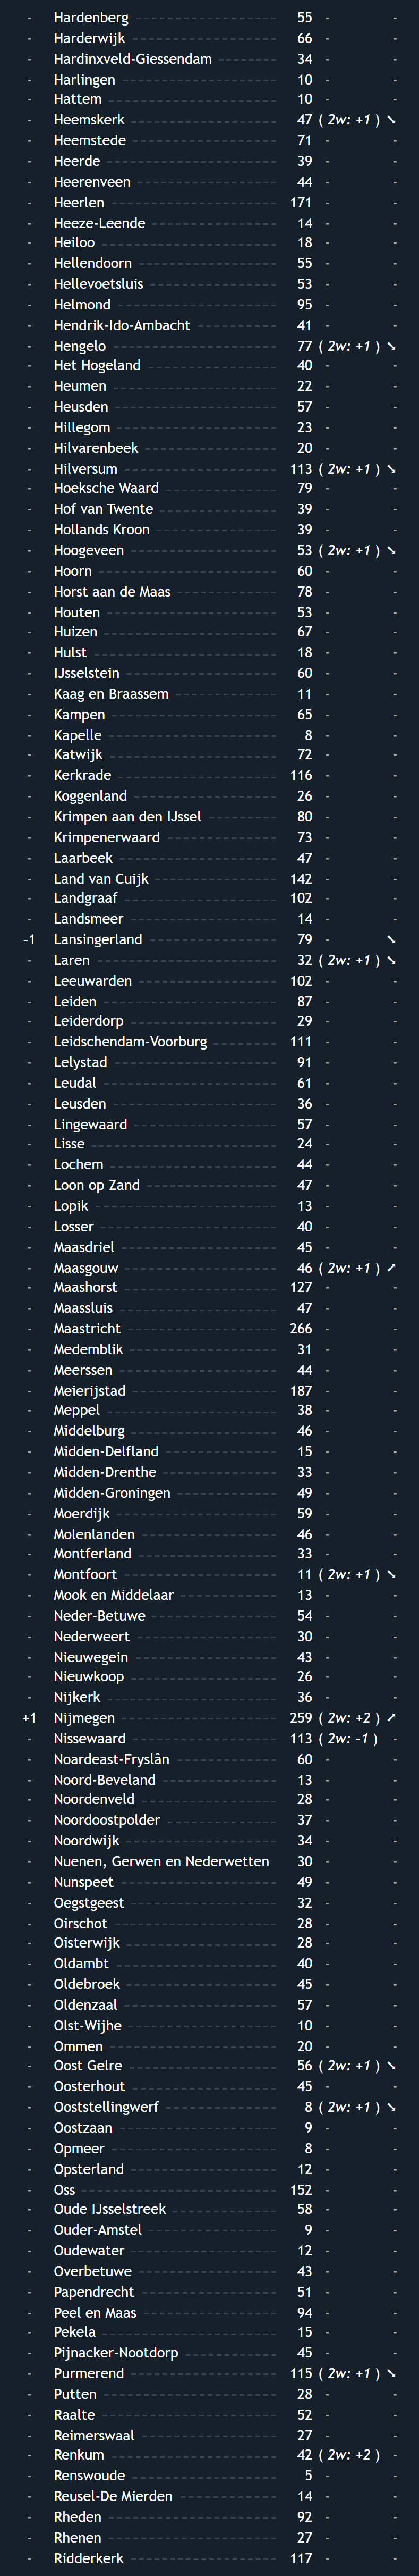 - Hardenberg 55 - -
- Harderwijk 66 - -
- Hardinxveld-Giessendam 34 - -
- Harlingen 10 - -
- Hattem 10 - -
- Heemskerk 47 ( 2w: +1 ) ➘
- Heemstede 71 - -
- Heerde 39 - -
- Heerenveen 44 - -
- Heerlen 171 - -
- Heeze-Leende 14 - -
- Heiloo 18 - -
- Hellendoorn 55 - -
- Hellevoetsluis 53 - -
- Helmond 95 - -
- Hendrik-Ido-Ambacht 41 - -
- Hengelo 77 ( 2w: +1 ) ➘
- Het Hogeland 40 - -
- Heumen 22 - -
- Heusden 57 - -
- Hillegom 23 - -
- Hilvarenbeek 20 - -
- Hilversum 113 ( 2w: +1 ) ➘
- Hoeksche Waard 79 - -
- Hof van Twente 39 - -
- Hollands Kroon 39 - -
- Hoogeveen 53 ( 2w: +1 ) ➘
- Hoorn 60 - -
- Horst aan de Maas 78 - -
- Houten 53 - -
- Huizen 67 - -
- Hulst 18 - -
- IJsselstein 60 - -
- Kaag en Braassem 11 - -
- Kampen 65 - -
- Kapelle 8 - -
- Katwijk 72 - -
- Kerkrade 116 - -
- Koggenland 26 - -
- Krimpen aan den IJssel 80 - -
- Krimpenerwaard 73 - -
- Laarbeek 47 - -
- Land van Cuijk 142 - -
- Landgraaf 102 - -
- Landsmeer 14 - -
-1 Lansingerland 79 - ➘
- Laren 32 ( 2w: +1 ) ➘
- Leeuwarden 102 - -
- Leiden 87 - -
- Leiderdorp 29 - -
- Leidschendam-Voorburg 111 - -
- Lelystad 91 - -
- Leudal 61 - -
- Leusden 36 - -
- Lingewaard 57 - -
- Lisse 24 - -
- Lochem 44 - -
- Loon op Zand 47 - -
- Lopik 13 - -
- Losser 40 - -
- Maasdriel 45 - -
- Maasgouw 46 ( 2w: +1 ) ➚
- Maashorst 127 - -
- Maassluis 47 - -
- Maastricht 266 - -
- Medemblik 31 - -
- Meerssen 44 - -
- Meierijstad 187 - -
- Meppel 38 - -
- Middelburg 46 - -
- Midden-Delfland 15 - -
- Midden-Drenthe 33 - -
- Midden-Groningen 49 - -
- Moerdijk 59 - -
- Molenlanden 46 - -
- Montferland 33 - -
- Montfoort 11 ( 2w: +1 ) ➘
- Mook en Middelaar 13 - -
- Neder-Betuwe 54 - -
- Nederweert 30 - -
- Nieuwegein 43 - -
- Nieuwkoop 26 - -
- Nijkerk 36 - -
+1 Nijmegen 259 ( 2w: +2 ) ➚
- Nissewaard 113 ( 2w: -1 ) -
- Noardeast-Fryslân 60 - -
- Noord-Beveland 13 - -
- Noordenveld 28 - -
- Noordoostpolder 37 - -
- Noordwijk 34 - -
- Nuenen, Gerwen en Nederwetten 30 - -
- Nunspeet 49 - -
- Oegstgeest 32 - -
- Oirschot 28 - -
- Oisterwijk 28 - -
- Oldambt 40 - -
- Oldebroek 45 - -
- Oldenzaal 57 - -
- Olst-Wijhe 10 - -
- Ommen 20 - -
- Oost Gelre 56 ( 2w: +1 ) ➘
- Oosterhout 45 - -
- Ooststellingwerf 8 ( 2w: +1 ) ➘
- Oostzaan 9 - -
- Opmeer 8 - -
- Opsterland 12 - -
- Oss 152 - -
- Oude IJsselstreek 58 - -
- Ouder-Amstel 9 - -
- Oudewater 12 - -
- Overbetuwe 43 - -
- Papendrecht 51 - -
- Peel en Maas 94 - -
- Pekela 15 - -
- Pijnacker-Nootdorp 45 - -
- Purmerend 115 ( 2w: +1 ) ➘
- Putten 28 - -
- Raalte 52 - -
- Reimerswaal 27 - -
- Renkum 42 ( 2w: +2 ) -
- Renswoude 5 - -
- Reusel-De Mierden 14 - -
- Rheden 92 - -
- Rhenen 27 - -
- Ridderkerk 117 - -